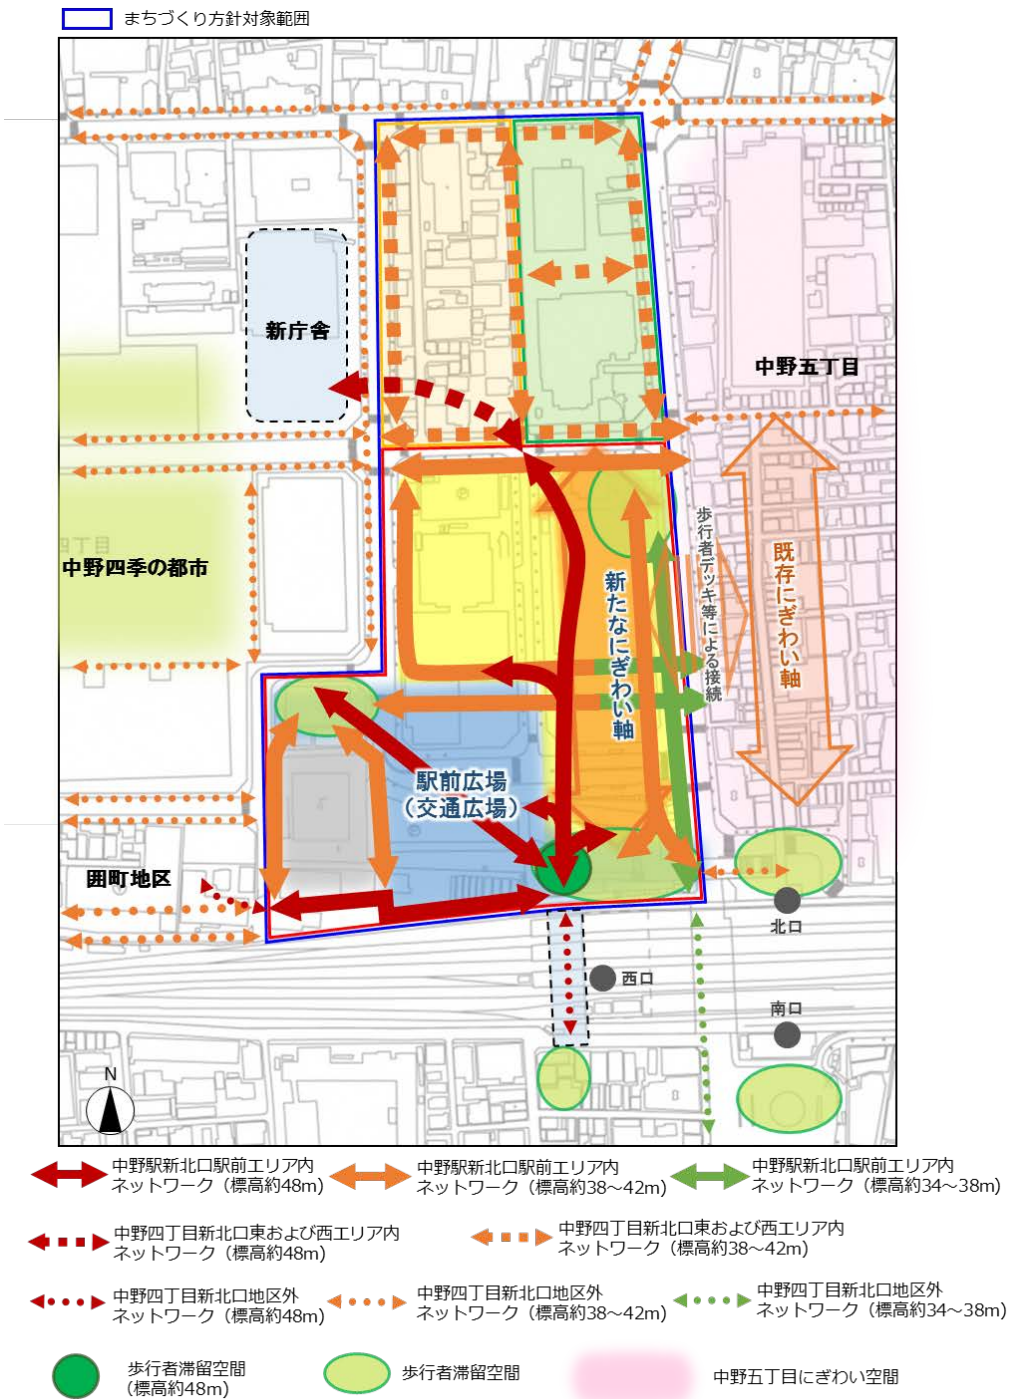 まちづくり方針対象範囲
新庁舎
中野五丁目
四丁目
中野四季の都市
歩行者デッキ等による接続
既存にぎわい軸
新たなにぎわい軸
駅前広場
（交通広場）
囲町地区
北口
西口
南口
N
中野駅新北口駅前エリア内
ネットワーク（標高約48m)
中野駅新北口駅前エリア内
ネットワーク（標高約38～42m)
中野駅新北口駅前エリア内
ネットワーク（標高約34～38m)
中野四丁目新北口東および西エリア内
ネットワーク（標高約48m)
中野四丁目新北口東および西エリア内
ネットワーク（標高約38～42m)
中野四丁目新北口地区外
ネットワーク（標高約48m)
中野四丁目新北口地区外
ネットワーク（標高約38～42m)
中野四丁目新北口地区外
ネットワーク（標高約34～38m)
歩行者滞留空間
(標高約48m)
歩行者滞留空間
中野五丁目にぎわい空間